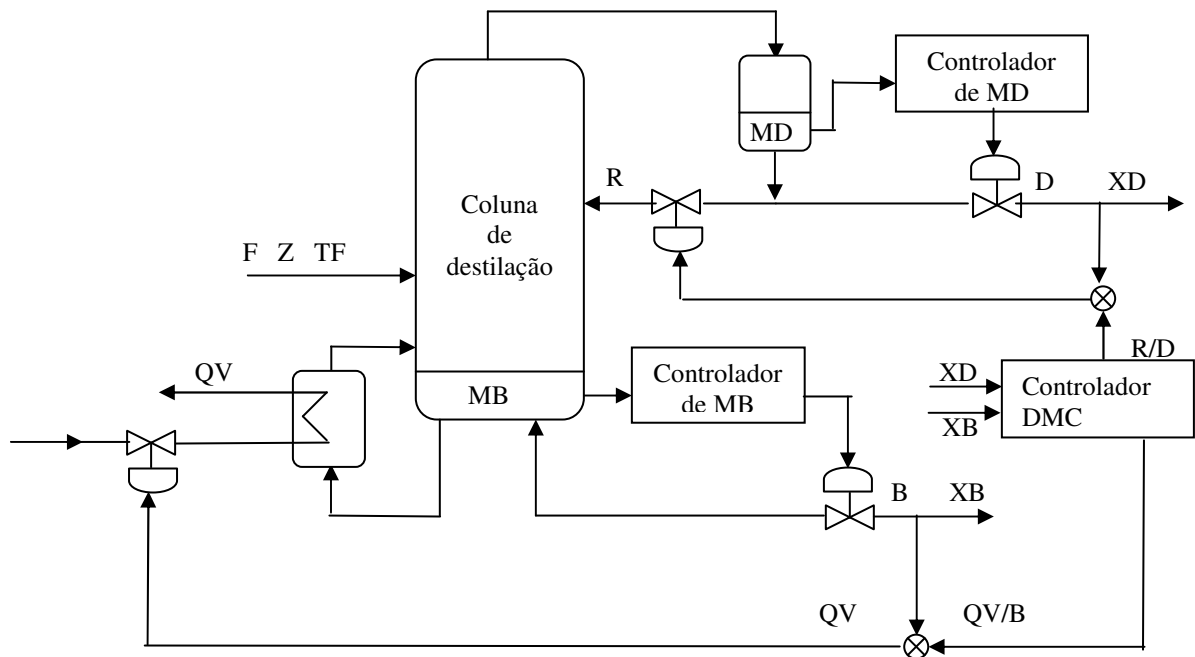 Controlador
de MD
MD
R
D
XD
Coluna
de
destilação
F Z TF
R/D
QV
MB
Controlador
de MB
XD
XB
Controlador
DMC
B
XB
QV
QV/B